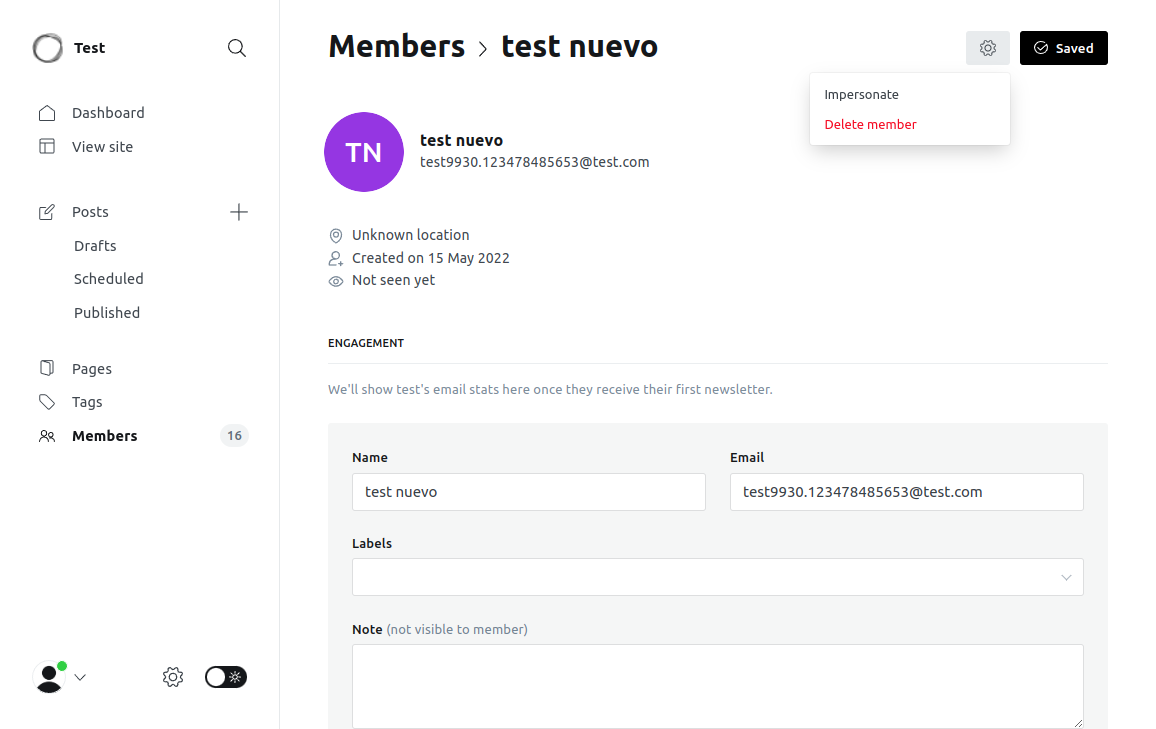 Test
Dashboard
View site
Posts
Drafts
Scheduled
Published
Pages
Tags
Members 16
Members > test nuevo
Saved
Impersonate
Delete member
TN
test nuevo
test9930.123478485653@test.com
Unknown location
Created on 15 May 2022
Not seen yet
ENGAGEMENT
We'll show test's email stats here once they receive their first newsletter.
Name
test nuevo
Email
test9930.123478485653@test.com
Labels
Note (not visible to member)